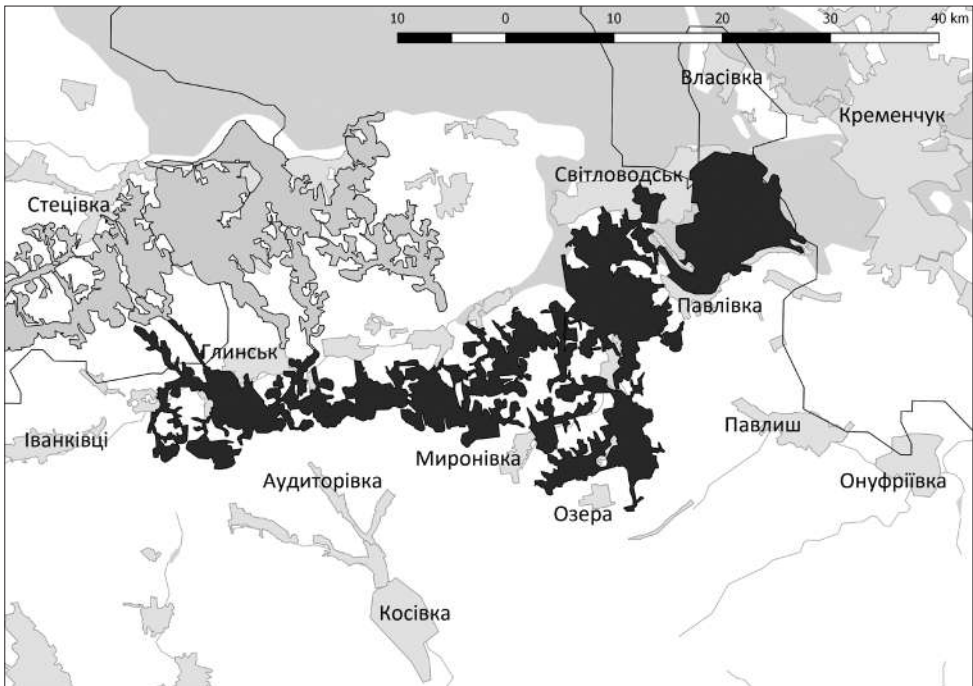 10 0 10 20 30 40 km
Власівка
Кременчук
Світловодськ
Стецівка
Павлівка
Глинськ
Павлиш
Іванківці
Миронівка
Аудиторівка
Онуфріївка
Озера
Косівка